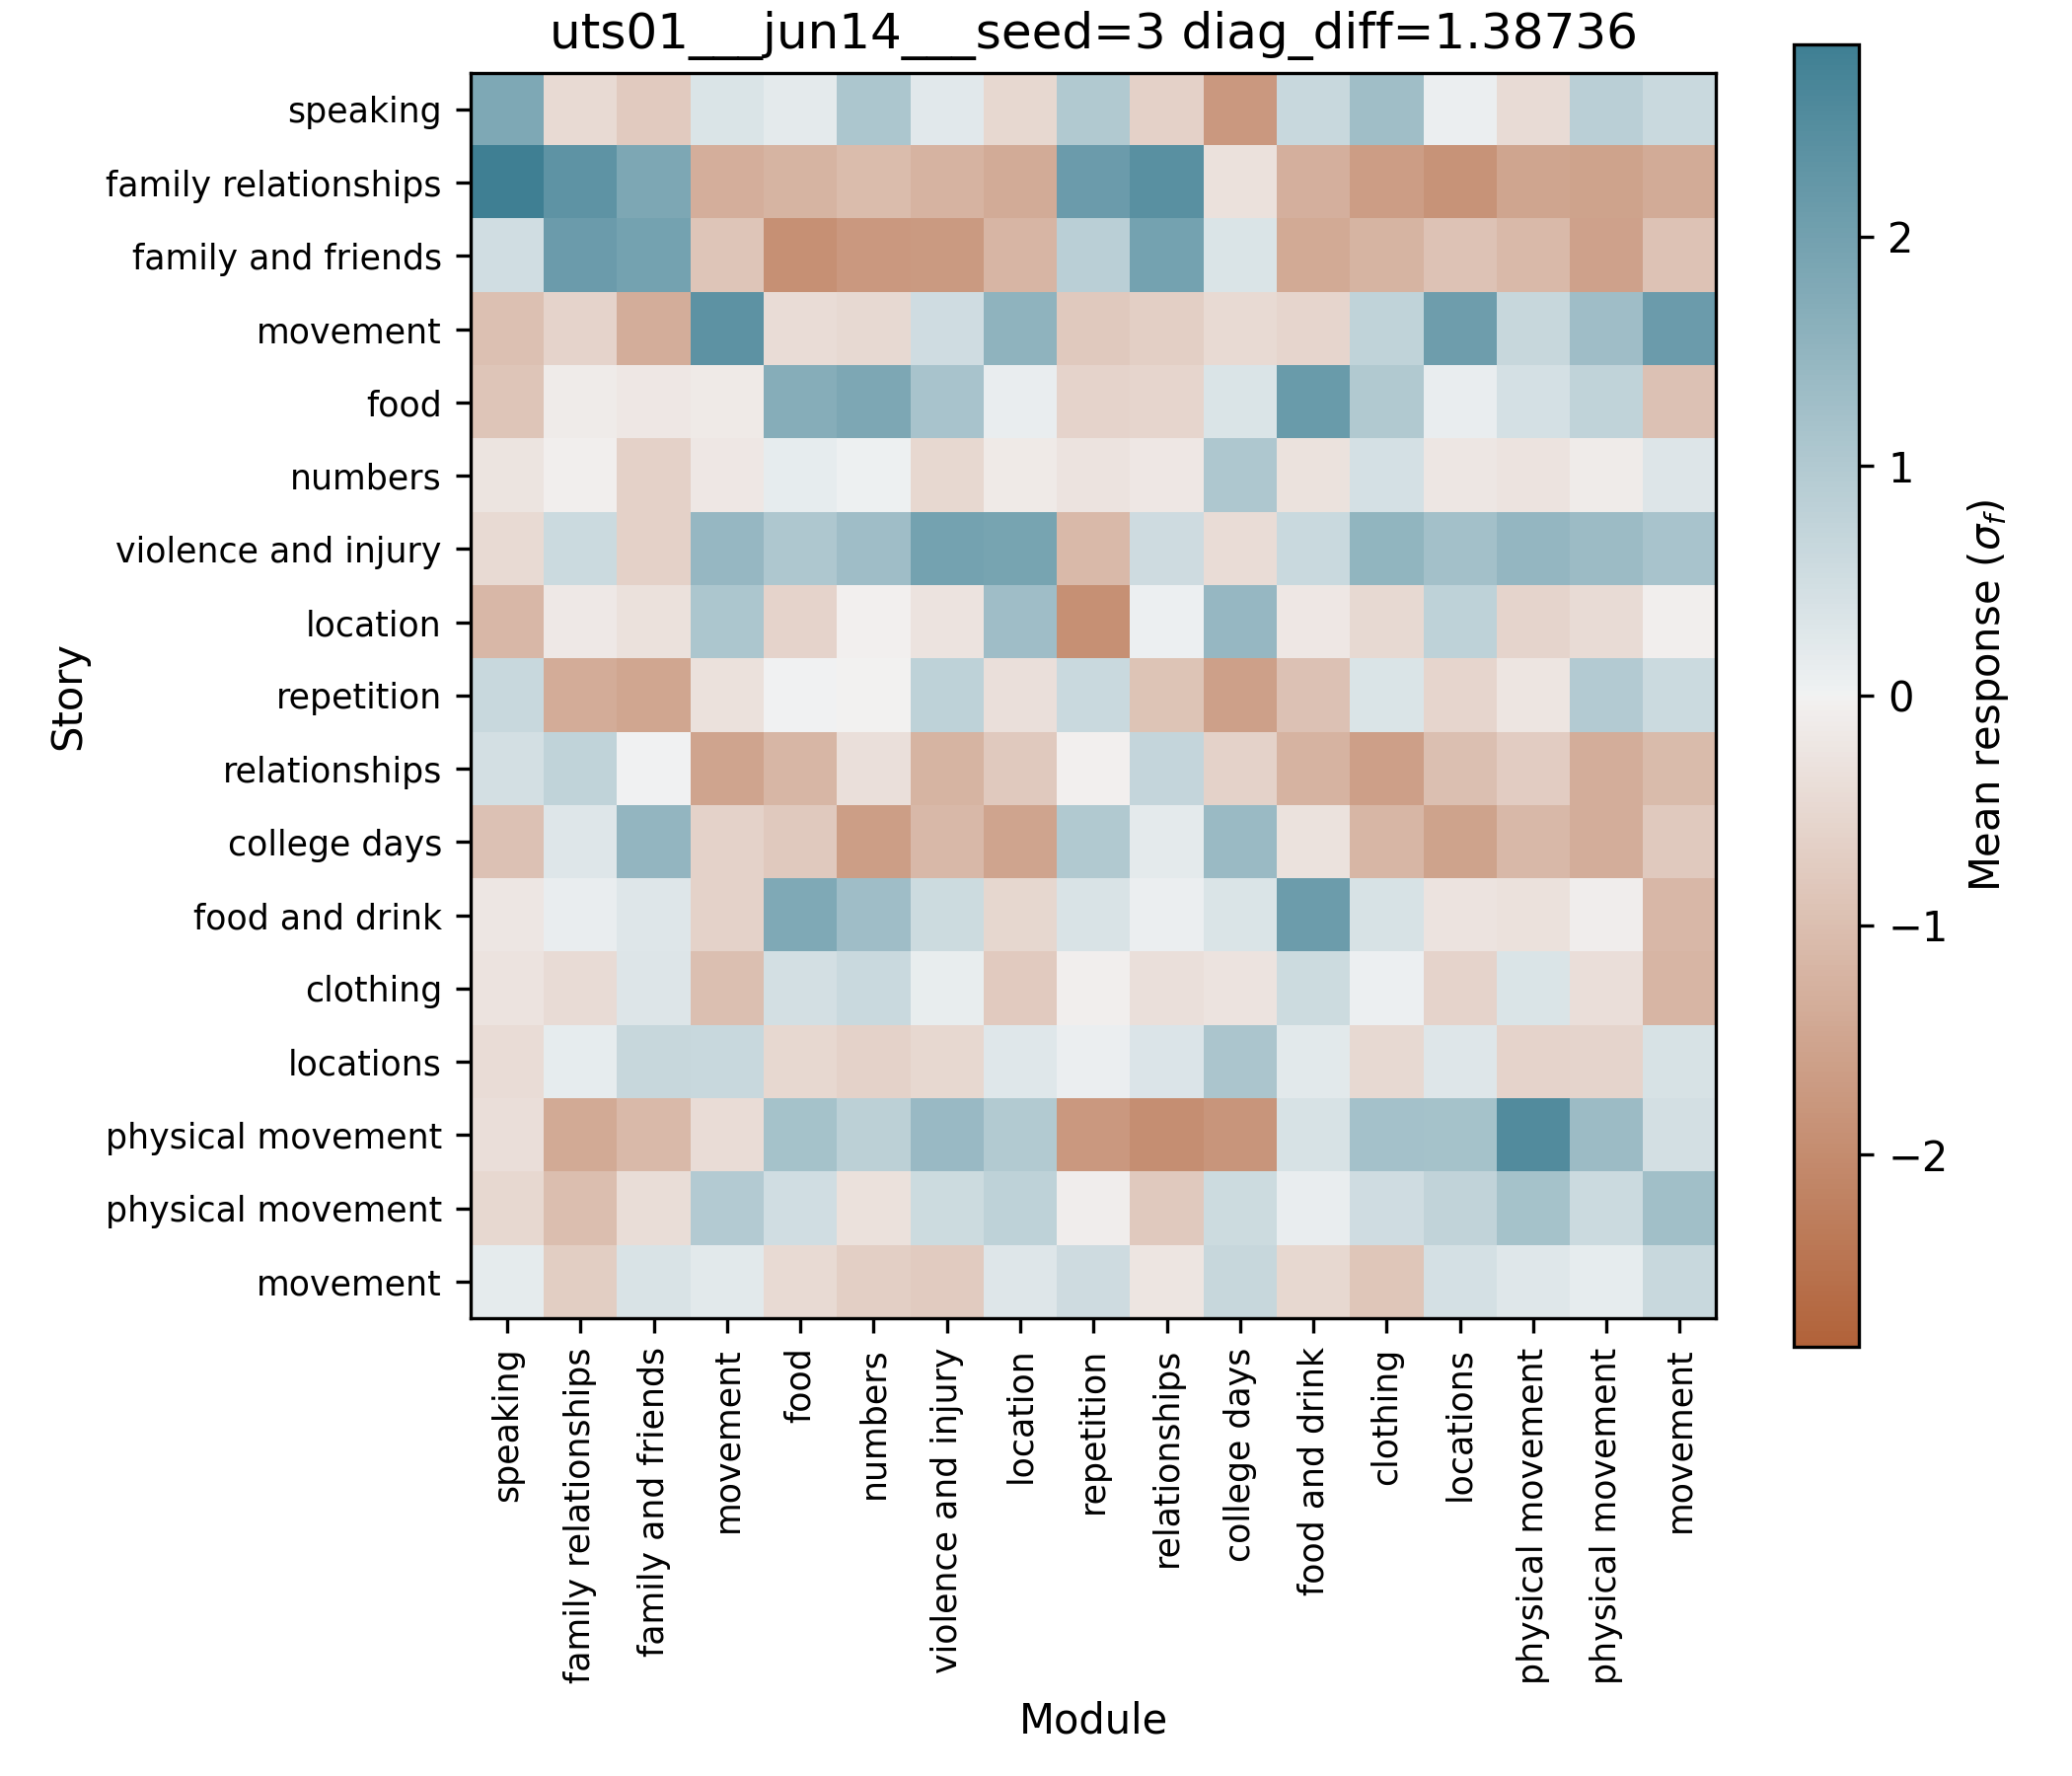 uts01___jun14___seed=3 diag_diff=1.38736
speaking
family relationships
family and friends
movement
food
numbers
violence and injury
location
repetition
relationships
college days
food and drink
clothing
locations
physical movement
physical movement
movement
Story
speaking
family relationships
family and friends
movement
food
numbers
violence and injury
location
repetition
relationships
college days
food and drink
clothing
locations
physical movement
physical movement
movement
Module
2
1
0
−1
−2
Mean response (σf)